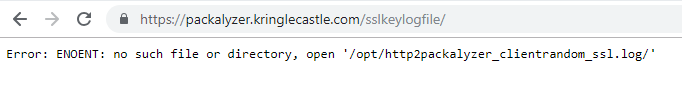 https://packalyzer.kringlecastle.com/sslkeylogfile/
Error: ENOENT: no such file or directory, open '/opt/http2packalyzer_clientrandom_ssl.log/'